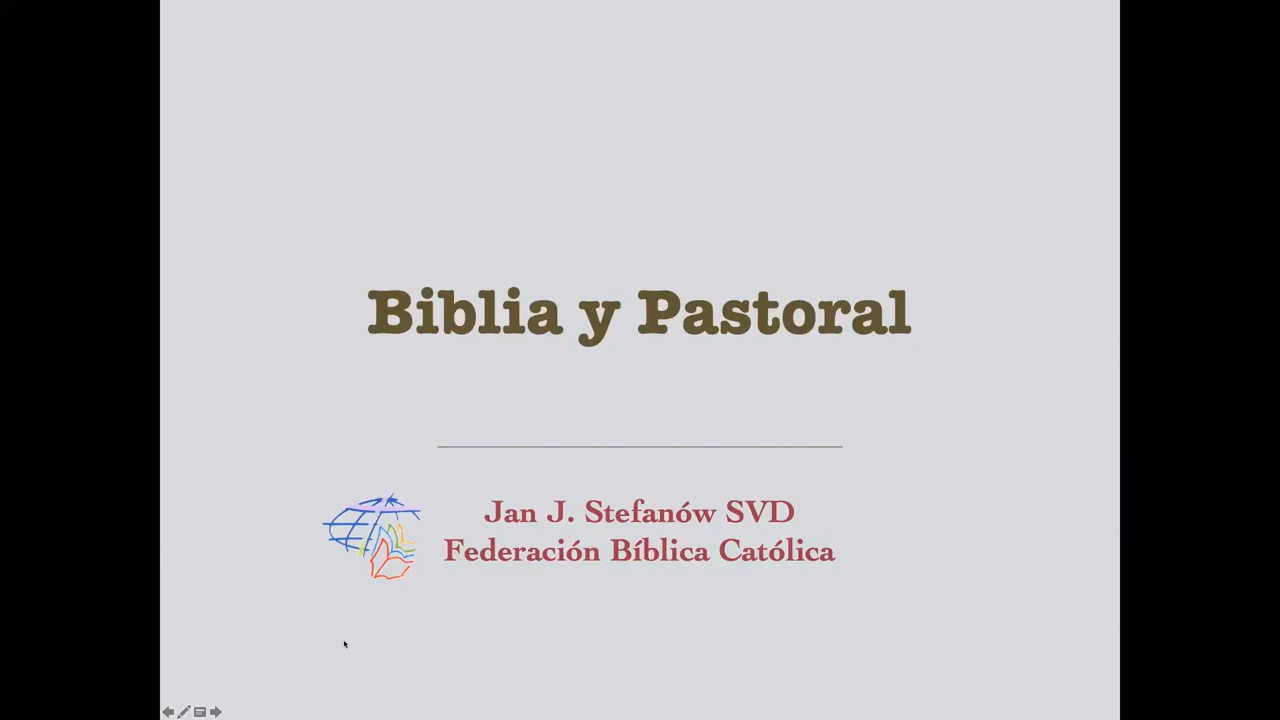 Biblia y Pastoral
Jan J. Stefanów SVD
Federación Bíblica Católica